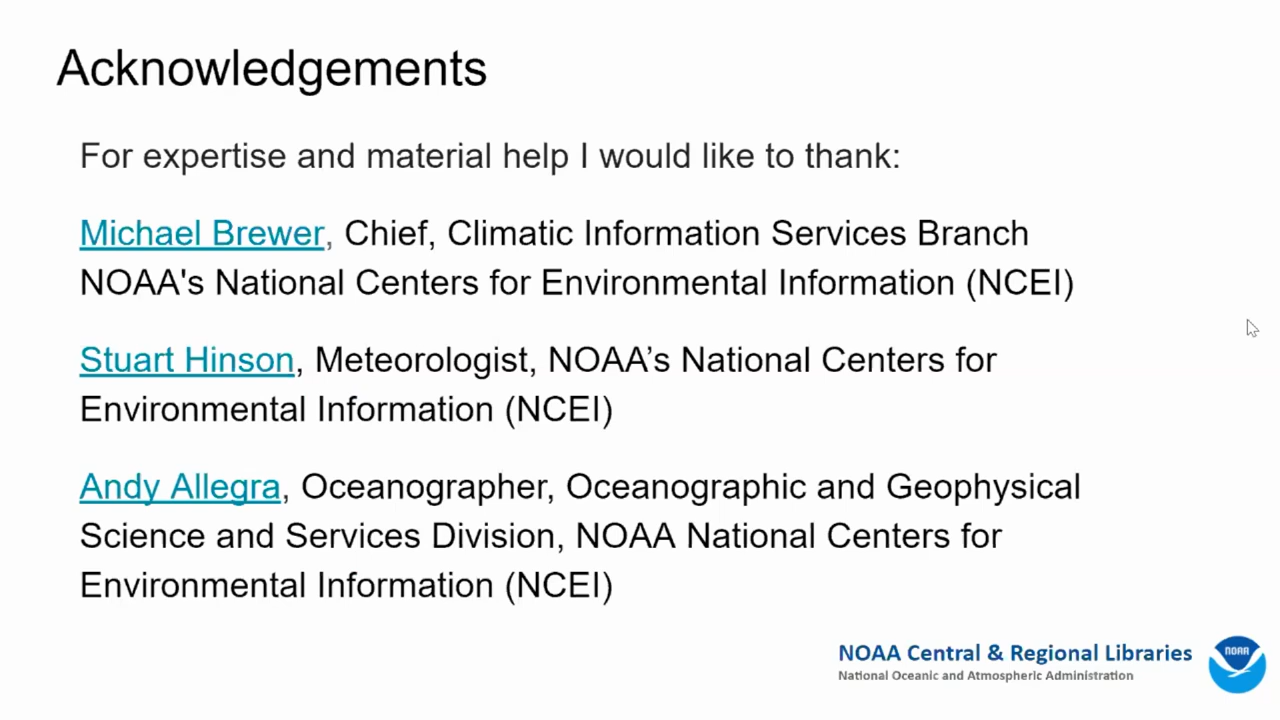 Acknowledgements
For expertise and material help I would like to thank:
Michael Brewer, Chief, Climatic Information Services Branch
NOAA's National Centers for Environmental Information (NCEI)
Stuart Hinson, Meteorologist, NOAA’s National Centers for
Environmental Information (NCEI)
Andy Allegra, Oceanographer, Oceanographic and Geophysical
Science and Services Division, NOAA National Centers for
Environmental Information (NCEI)
NOAA Central & Regional Libraries
National Oceanic and Atmospheric Administration
NOAA